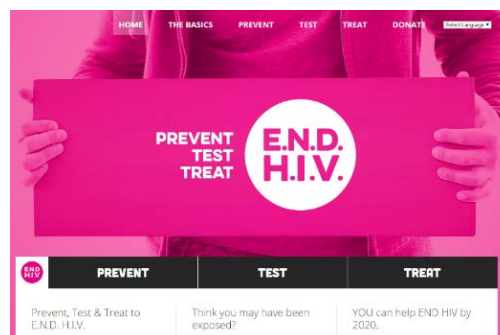 HOME THE BASICS PREVENT TEST TREAT DONATE Select Language
PREVENT
TEST
TREAT
E.N.D.
H.I.V.
END
HIV
PREVENT TEST TREAT
Prevent, Test & Treat to
E.N.D. H.I.V.
Think you may have been
exposed?
YOU can help END HIV by
2020.